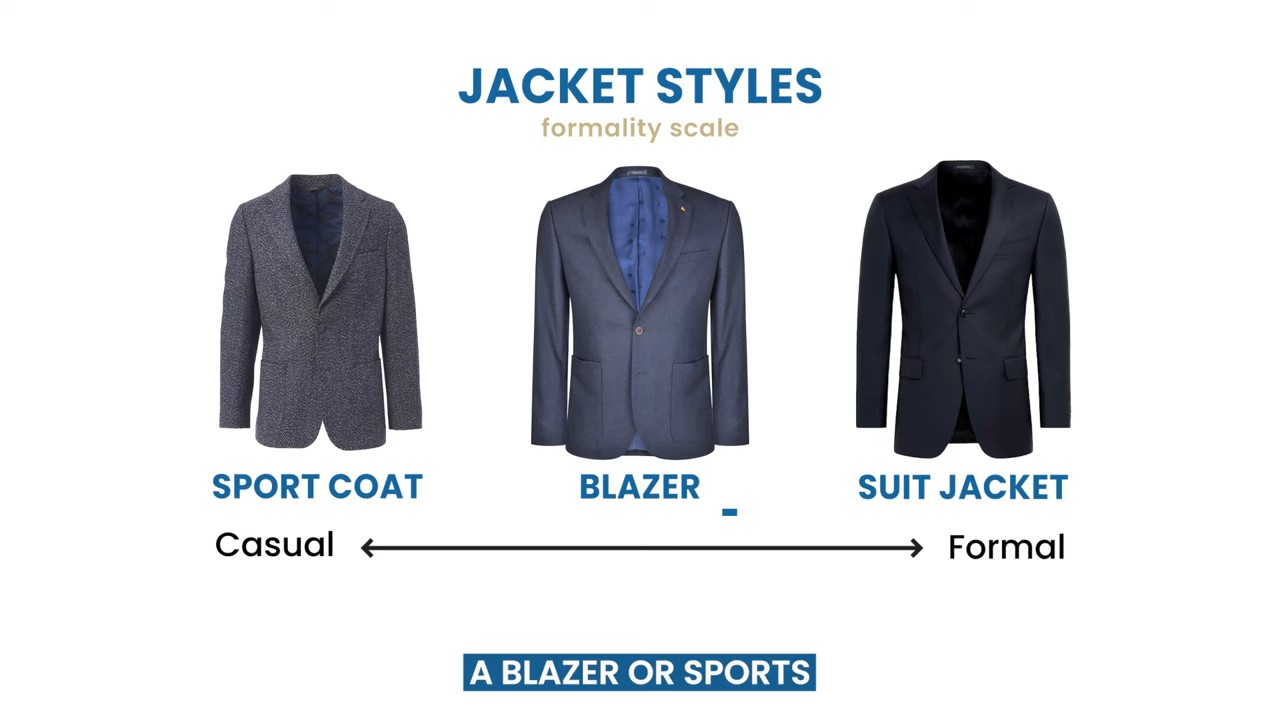 JACKET STYLES
formality scale
SPORT COAT
BLAZER
SUIT JACKET
Casual
Formal
A BLAZER OR SPORTS